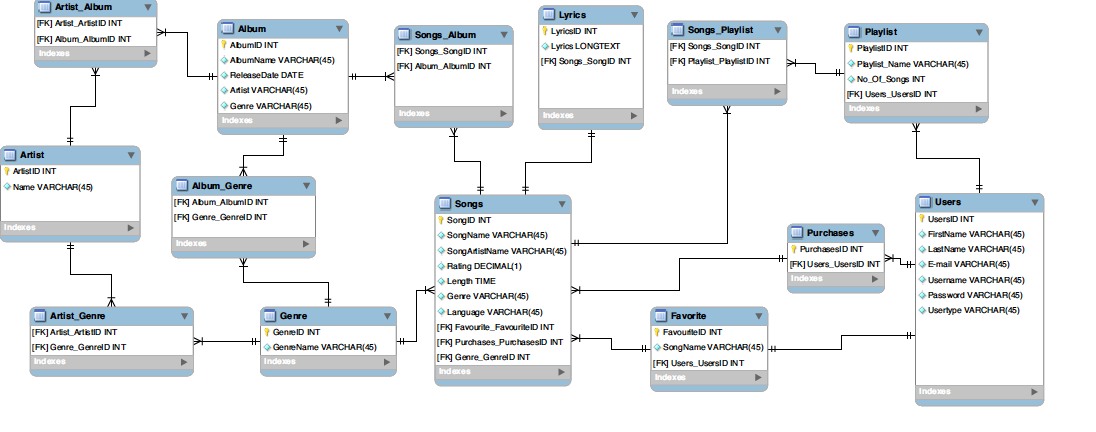 Artist_Album
[FK] Artist_ArtistID INT
[FK] Album_AlbumID INT
Indexes
Album
AlbumID INT
AlbumName VARCHAR(45)
ReleaseDate DATE
Artist VARCHAR(45)
Genre VARCHAR(45)
Indexes
Songs_Album
[FK] Songs_SongID INT
[FK] Album_AlbumID INT
Indexes
Lyrics
LyricsID INT
Lyrics LONGTEXT
[FK] Songs_SongID INT
Indexes
Songs_Playlist
[FK] Songs_SongID INT
[FK] Playlist_PlaylistID INT
Indexes
Playlist
PlaylistID INT
Playlist_Name VARCHAR(45)
No_Of_Songs INT
[FK] Users_UsersID INT
Indexes
Artist
ArtistID INT
Name VARCHAR(45)
Indexes
Album_Genre
[FK] Album_AlbumID INT
[FK] Genre_GenreID INT
Indexes
Songs
SongID INT
SongName VARCHAR(45)
SongArtistName VARCHAR(45)
Rating DECIMAL(1)
Length TIME
Genre VARCHAR(45)
Language VARCHAR(45)
[FK] Favourite_FavouriteID INT
[FK] Purchases_PurchasesID INT
[FK] Genre_GenreID INT
Indexes
Purchases
PurchasesID INT
[FK] Users_UsersID INT
Indexes
Users
UsersID INT
FirstName VARCHAR(45)
LastName VARCHAR(45)
E-mail VARCHAR(45)
Username VARCHAR(45)
Password VARCHAR(45)
Usertype VARCHAR(45)
Indexes
Artist_Genre
[FK] Artist_ArtistID INT
[FK] Genre_GenreID INT
Indexes
Genre
GenreID INT
GenreName VARCHAR(45)
Indexes
Favorite
FavouriteID INT
SongName VARCHAR(45)
[FK] Users_UsersID INT
Indexes